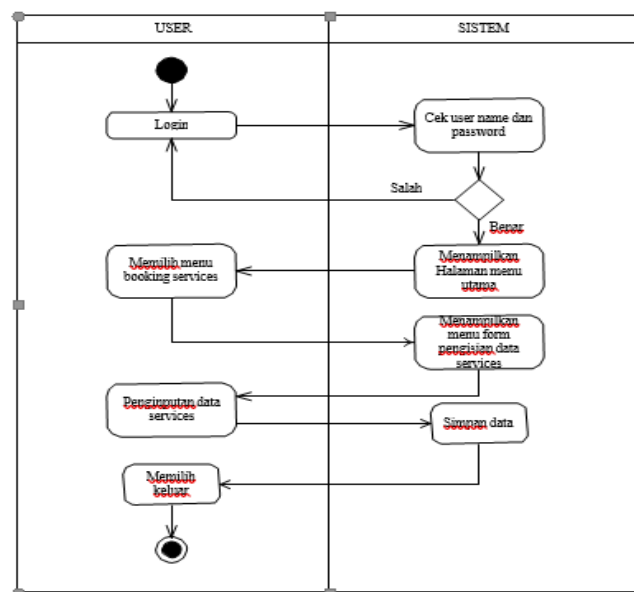 USER
SISTEM
Login
Cek user name dan
password
Salah
Benar
Menampilkan
Halaman menu
utama
Memilih menu
booking services
Menampilkan
menu form
pengisian data
services
Penginputan data
services
Simpan data
Memilih
keluar